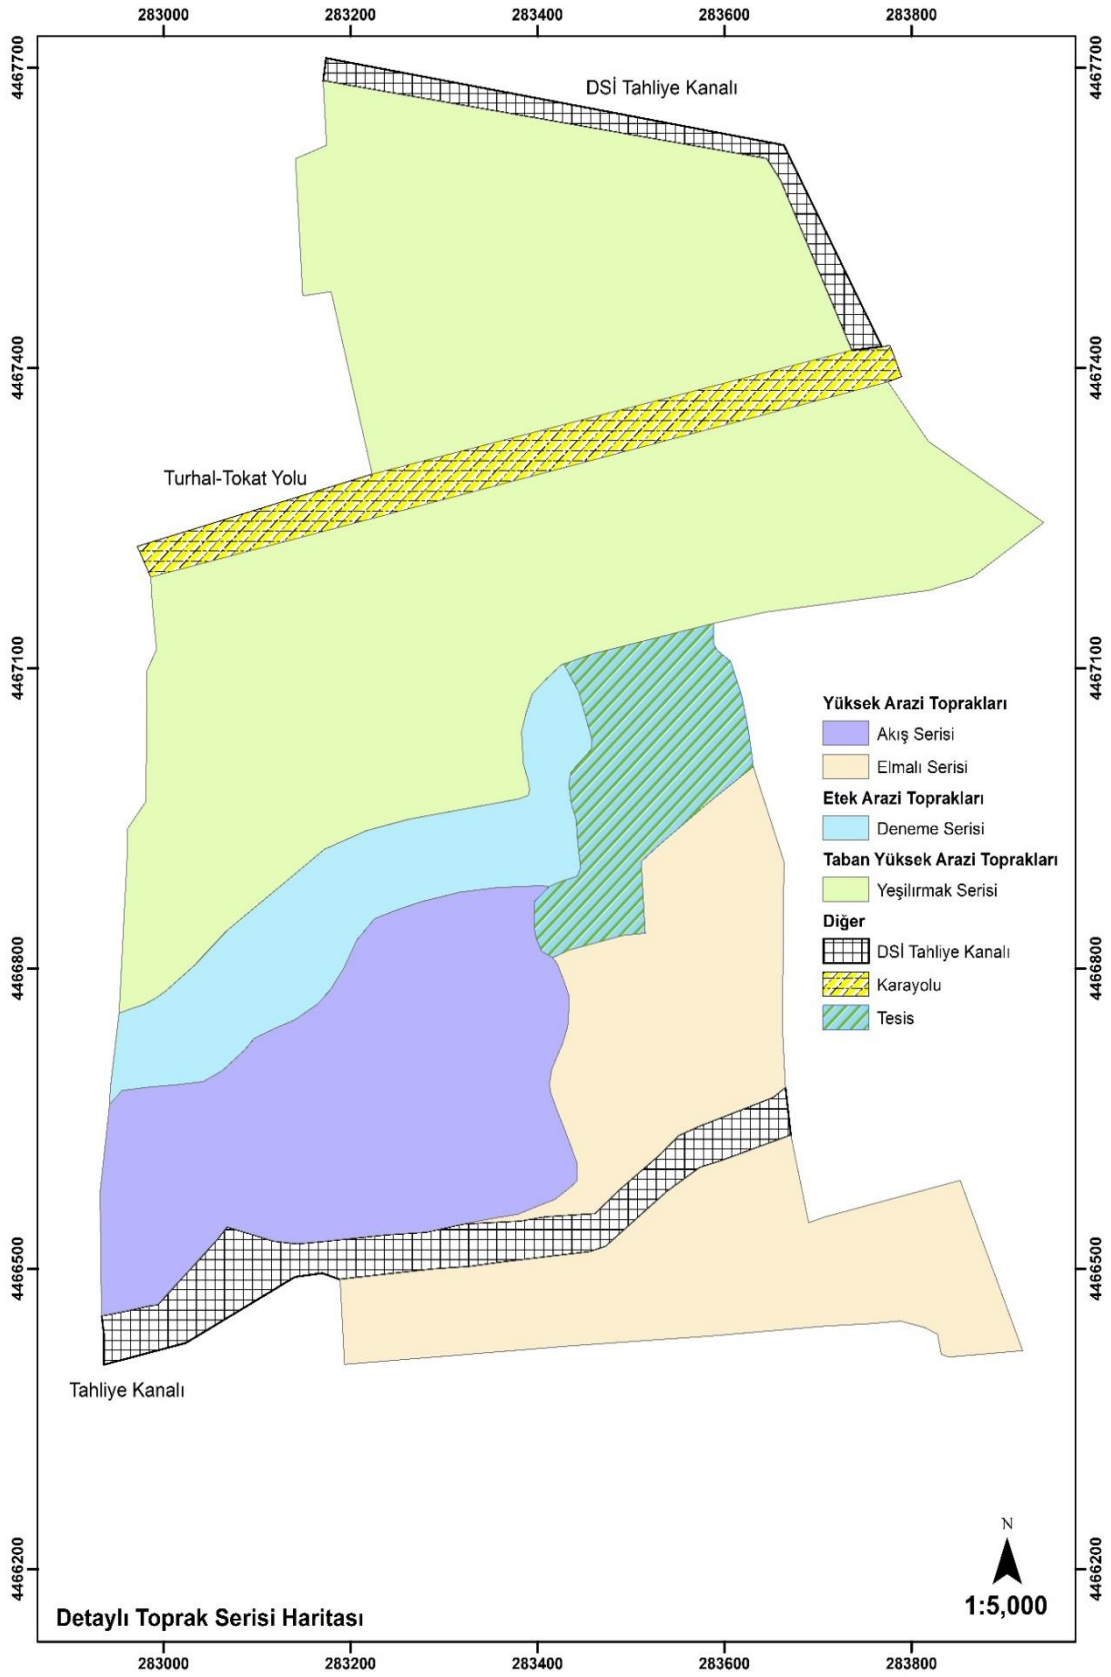 283000 283200 283400 283600 283800
4467700 4467700
DSİ Tahliye Kanalı
4467400 4467400
Turhal-Tokat Yolu
4467100 4467100
Yüksek Arazi Toprakları
Akış Serisi
Elmalı Serisi
Etek Arazi Toprakları
Deneme Serisi
Taban Yüksek Arazi Toprakları
Yeşilırmak Serisi
Diğer
DSİ Tahliye Kanalı
Karayolu
Tesis
4466800 4466800
4466500 4466500
Tahliye Kanalı
4466200 4466200
N
1:5,000
Detaylı Toprak Serisi Haritası
283000 283200 283400 283600 283800